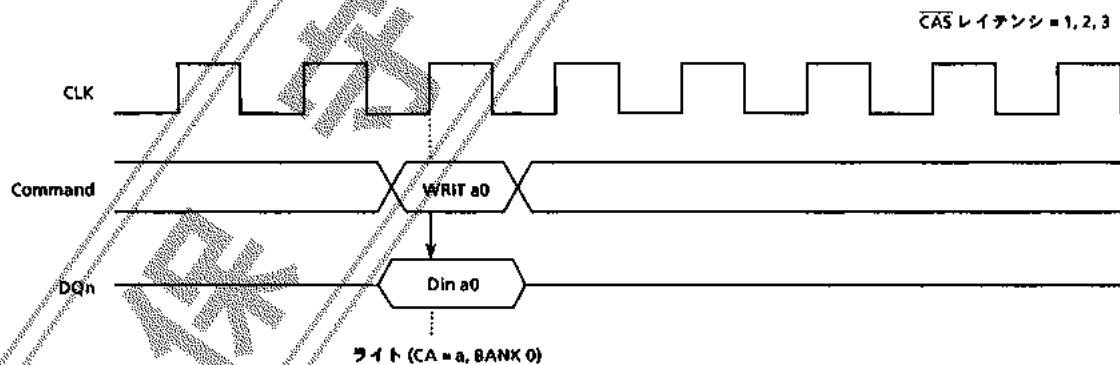 CAS レイテンシ = 1, 2, 3
CLK
Command
WRIT a0
DQn
Din a0
ライト (CA = a, BANK 0)